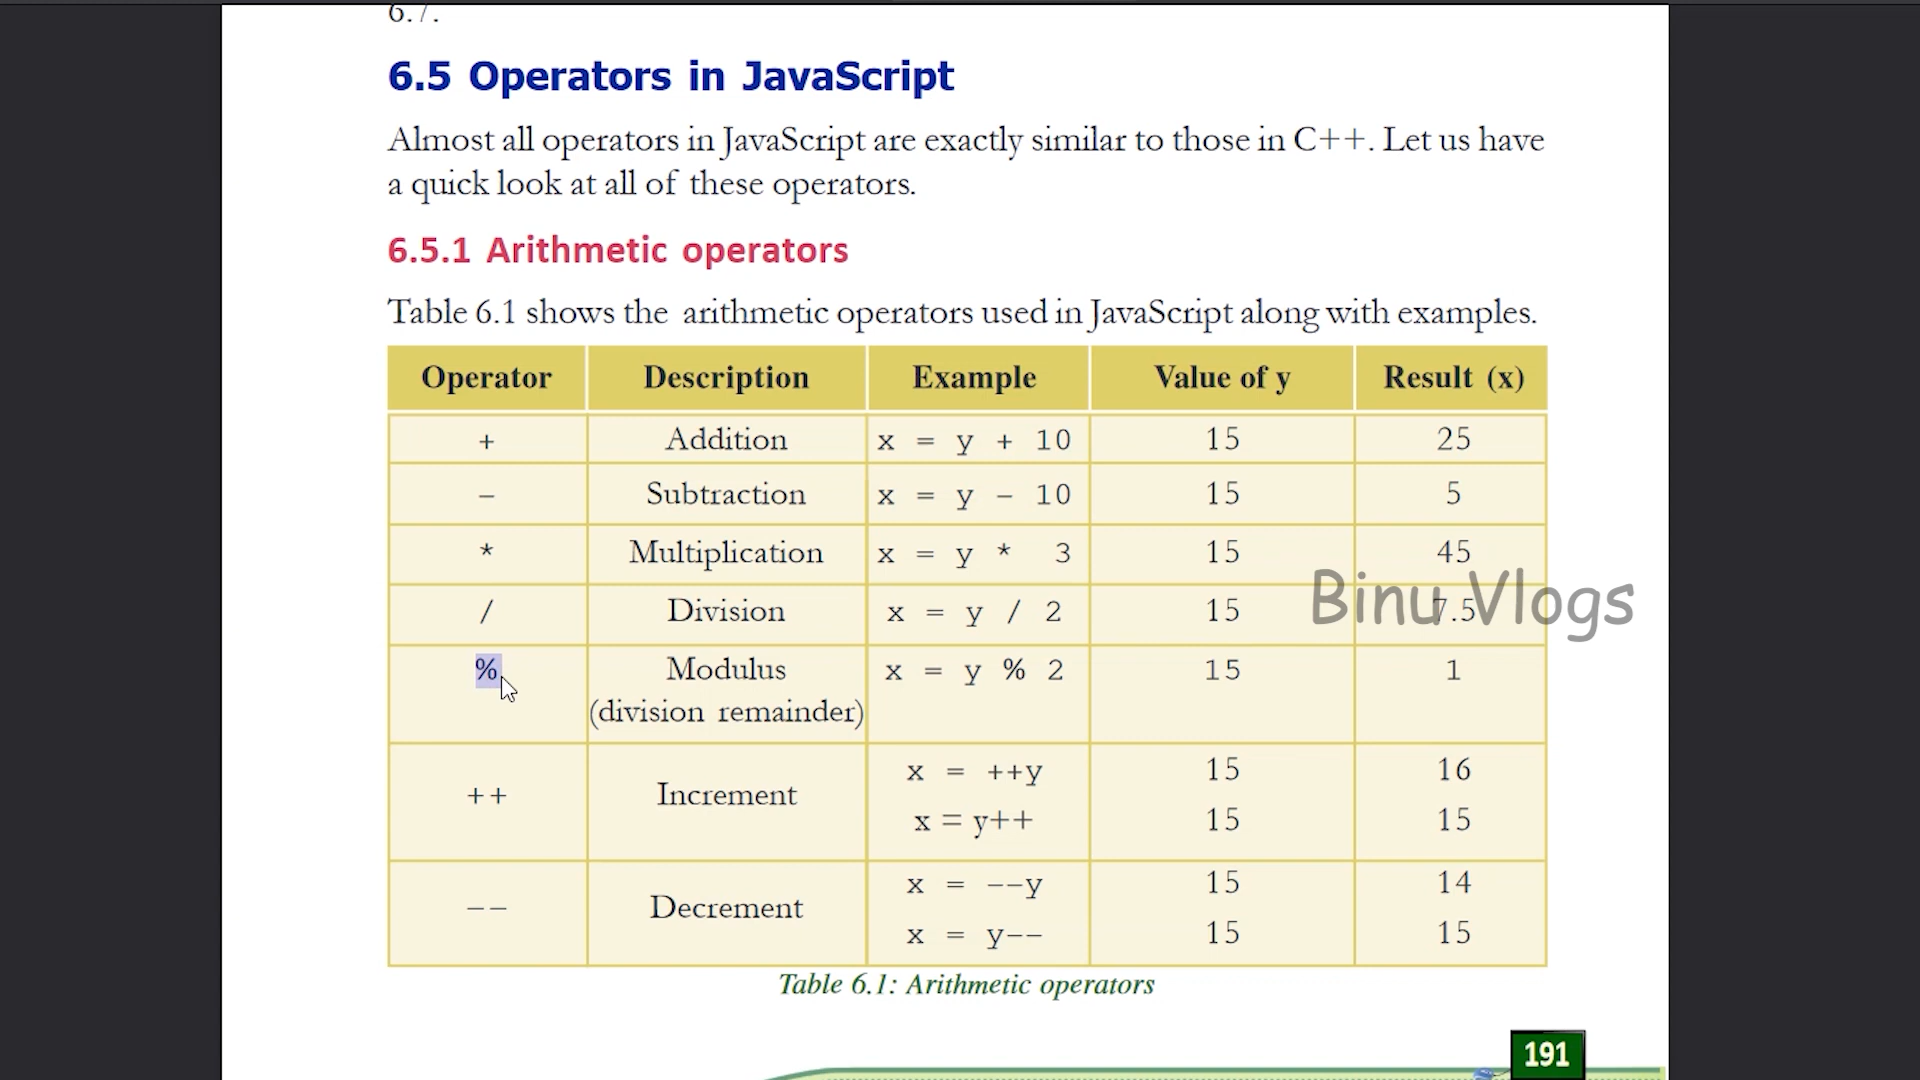 6.7.
6.5 Operators in JavaScript
Almost all operators in JavaScript are exactly similar to those in C++. Let us have
a quick look at all of these operators.
6.5.1 Arithmetic operators
Table 6.1 shows the arithmetic operators used in JavaScript along with examples.
Operator Description Example Value of y Result (x)
+ Addition x = y + 10 15 25
– Subtraction x = y – 10 15 5
* Multiplication x = y * 3 15 45
/ Division x = y / 2 15 7.5
Binu Vlogs
% Modulus x = y % 2 15 1
(division remainder)
++ Increment x = ++y 15 16
x = y++ 15 15
-- Decrement x = --y 15 14
x = y-- 15 15
Table 6.1: Arithmetic operators
191